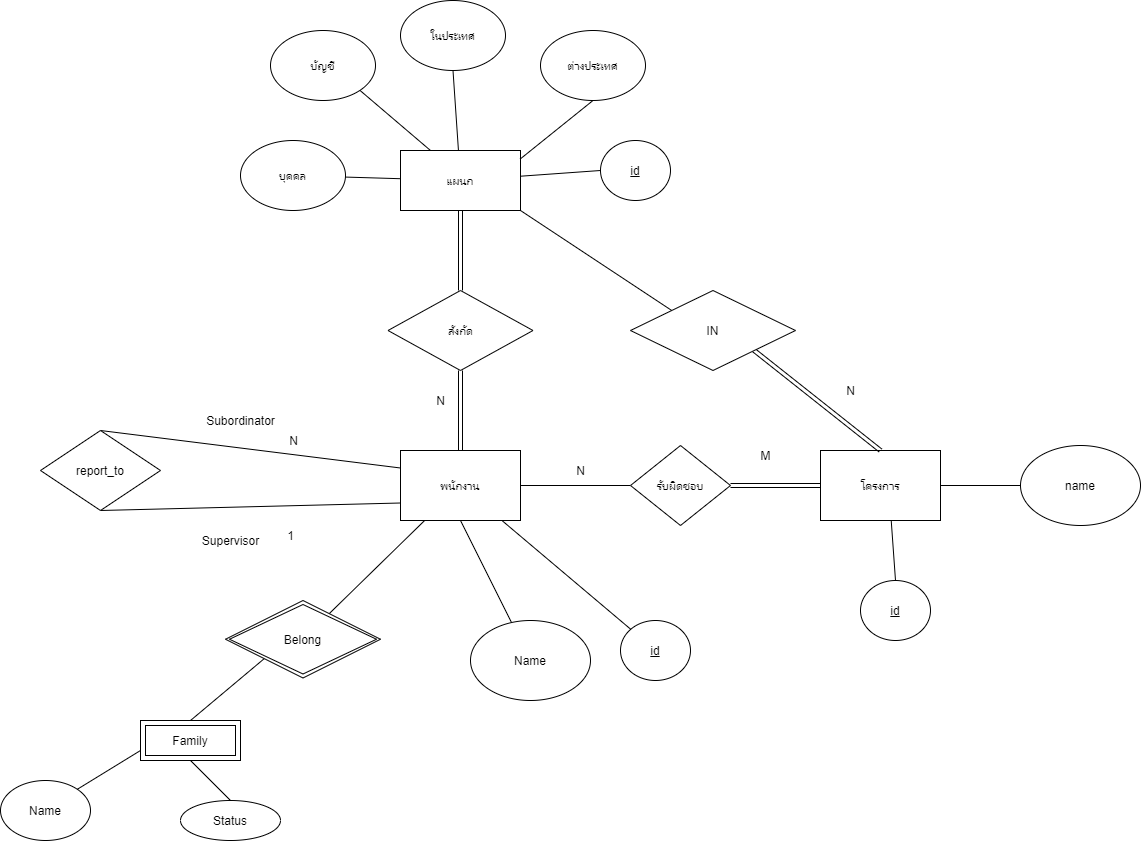 ในประเทศ
บัญชี
ต่างประเทศ
บุคคล
แผนก
id
สังกัด
IN
N
N
Subordinator
N
report_to
พนักงาน
N
รับผิดชอบ
M
โครงการ
name
Supervisor
1
id
Belong
Name
id
Family
Name
Status